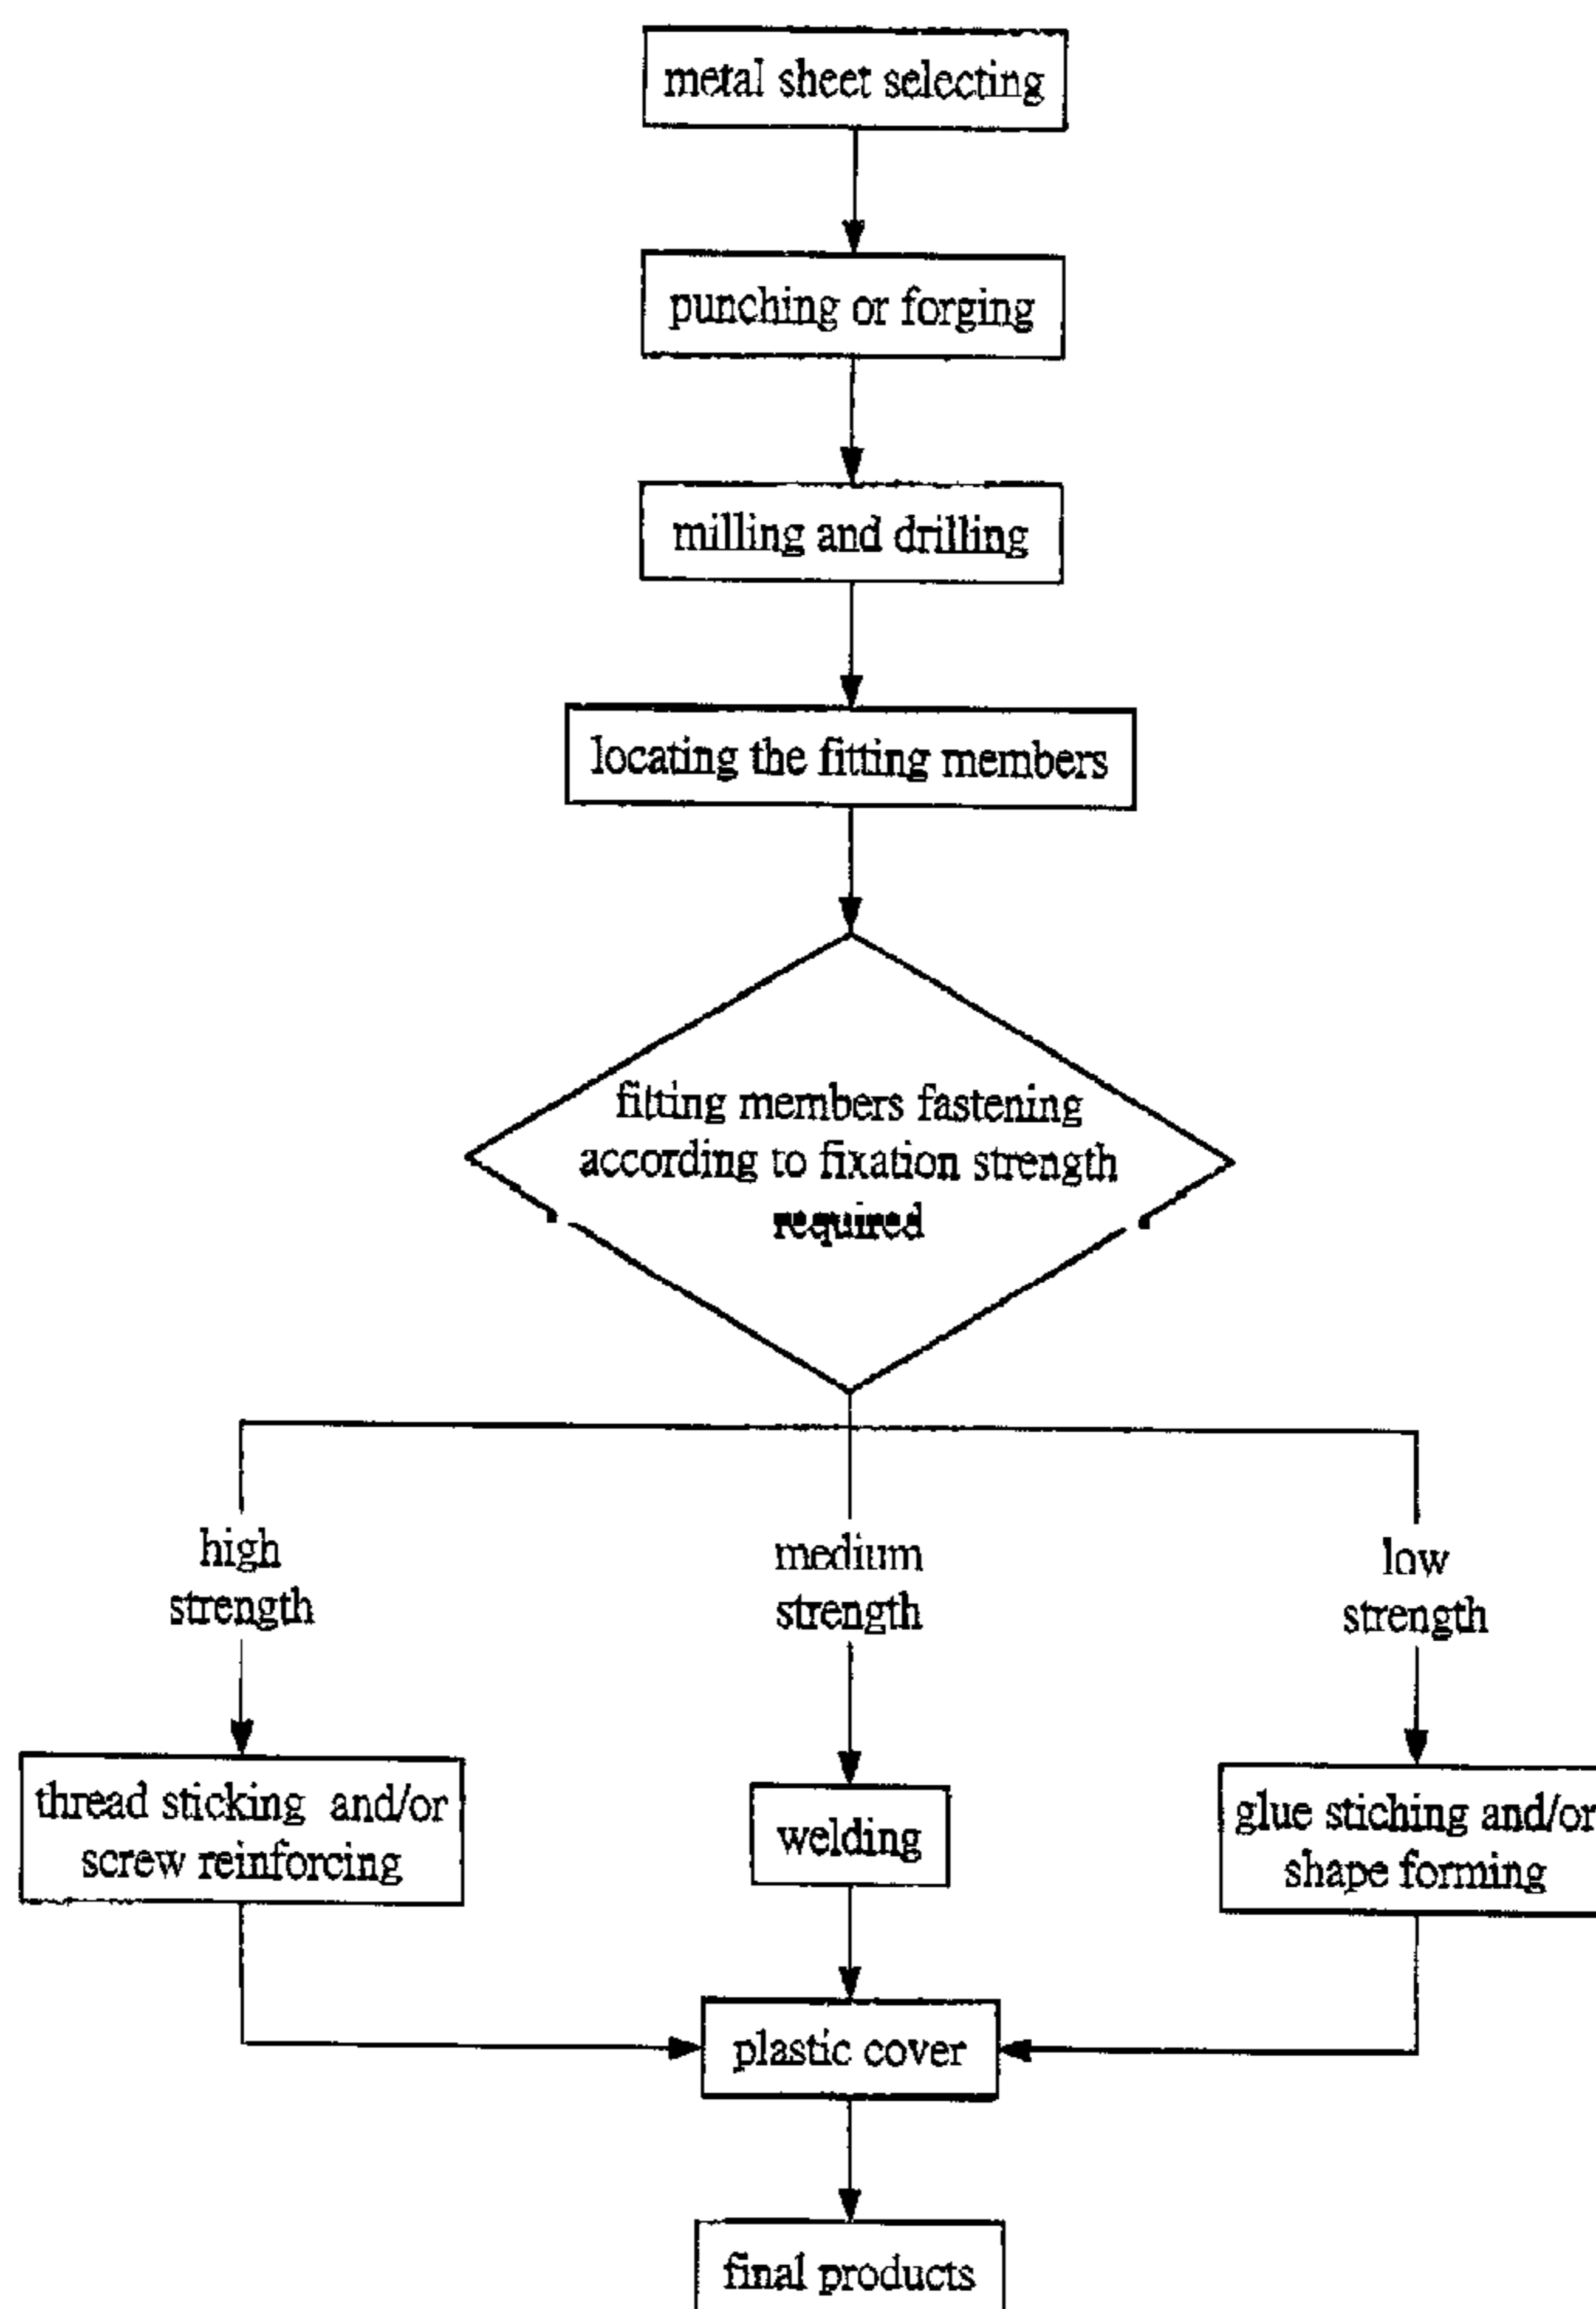 metal sheet selecting
punching or forging
milling and drilling
locating the fitting members
fitting members fastening
according to fixation strength
required
high
strength
medium
strength
low
strength
thread sticking and/or
screw reinforcing
welding
glue stiching and/or
shape forming
plastic cover
final products